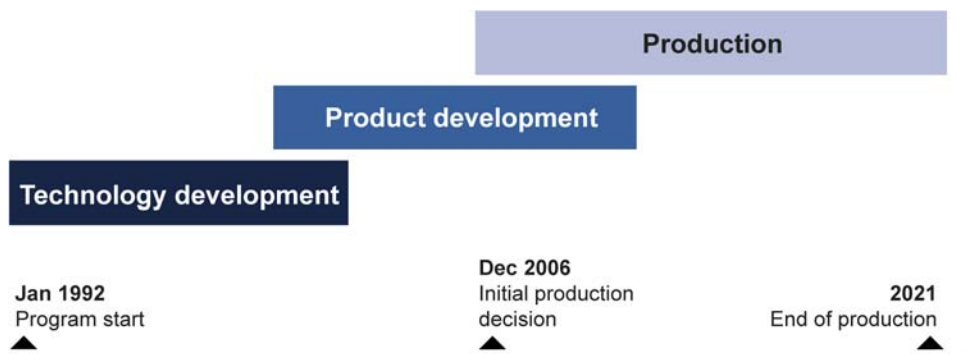 Production
Product development
Technology development
Jan 1992
Program start
Dec 2006
Initial production
decision
2021
End of production